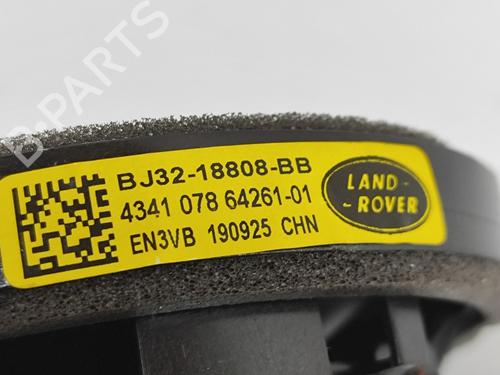 B-PARTS
BJ32-18808-BB
4341 078 64261-01
EN3VB 190925 CHN
LAND-
-ROVER